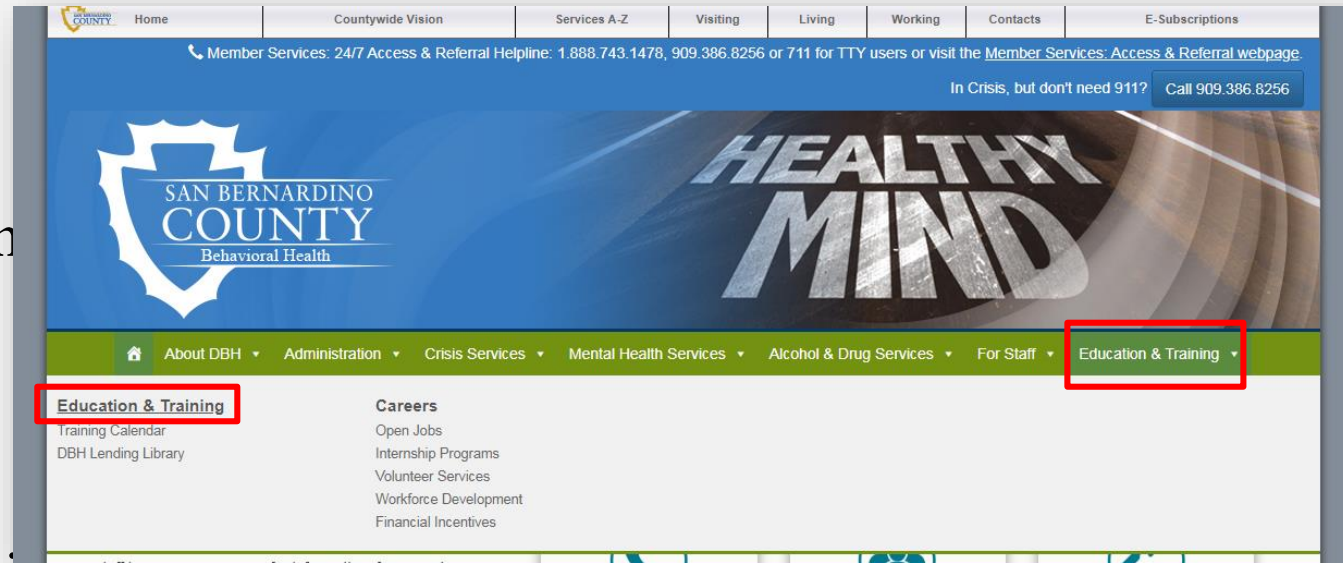 SAN BERNARDINO COUNTY Home Countywide Vision Services A-Z Visiting Living Working Contacts E-Subscriptions
Member Services: 24/7 Access & Referral Helpline: 1.888.743.1478, 909.386.8256 or 711 for TTY users or visit the Member Services: Access & Referral webpage.
In Crisis, but don't need 911? Call 909.386.8256
SAN BERNARDINO
COUNTY
Behavioral Health
HEALTHY
MIND
About DBH Administration Crisis Services Mental Health Services Alcohol & Drug Services For Staff Education & Training
Education & Training
Training Calendar
DBH Lending Library
Careers
Open Jobs
Internship Programs
Volunteer Services
Workforce Development
Financial Incentives